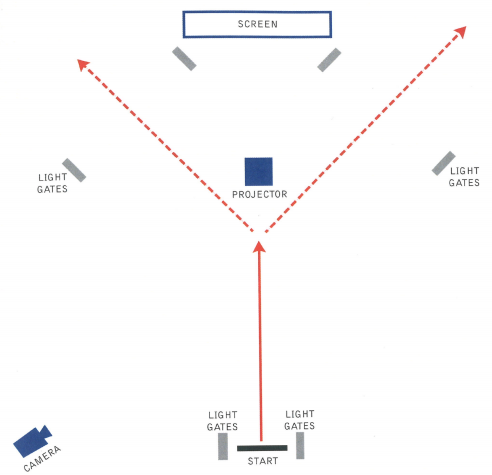 SCREEN
LIGHT
GATES
PROJECTOR
LIGHT
GATES
LIGHT
GATES
LIGHT
GATES
START
CAMERA